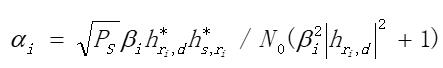 α_i = √P_S β_i h*_{r_i,d} h*_{s,r_i} / N_0(β_i^2 |h_{r_i,d}|^2 + 1)